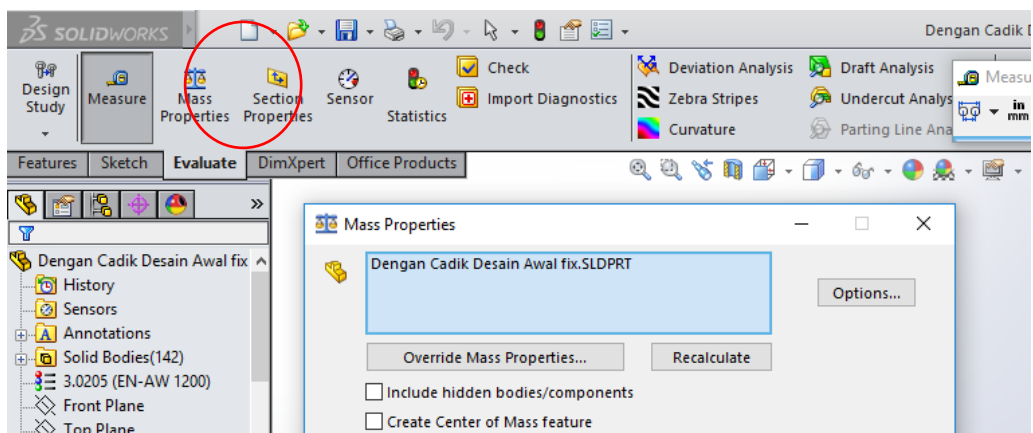 SOLIDWORKS
Dengan Cadik D
Design Study
Measure
Mass Properties
Section Properties
Sensor
Statistics
Check
Import Diagnostics
Deviation Analysis
Zebra Stripes
Curvature
Draft Analysis
Undercut Analys
Parting Line Ana
Measu
in
mm
Features Sketch Evaluate DimXpert Office Products
Mass Properties
Dengan Cadik Desain Awal fix.SLDPRT
Options...
Override Mass Properties... Recalculate
Include hidden bodies/components
Create Center of Mass feature
Dengan Cadik Desain Awal fix
History
Sensors
A Annotations
Solid Bodies(142)
3.0205 (EN-AW 1200)
Front Plane
Top Plane